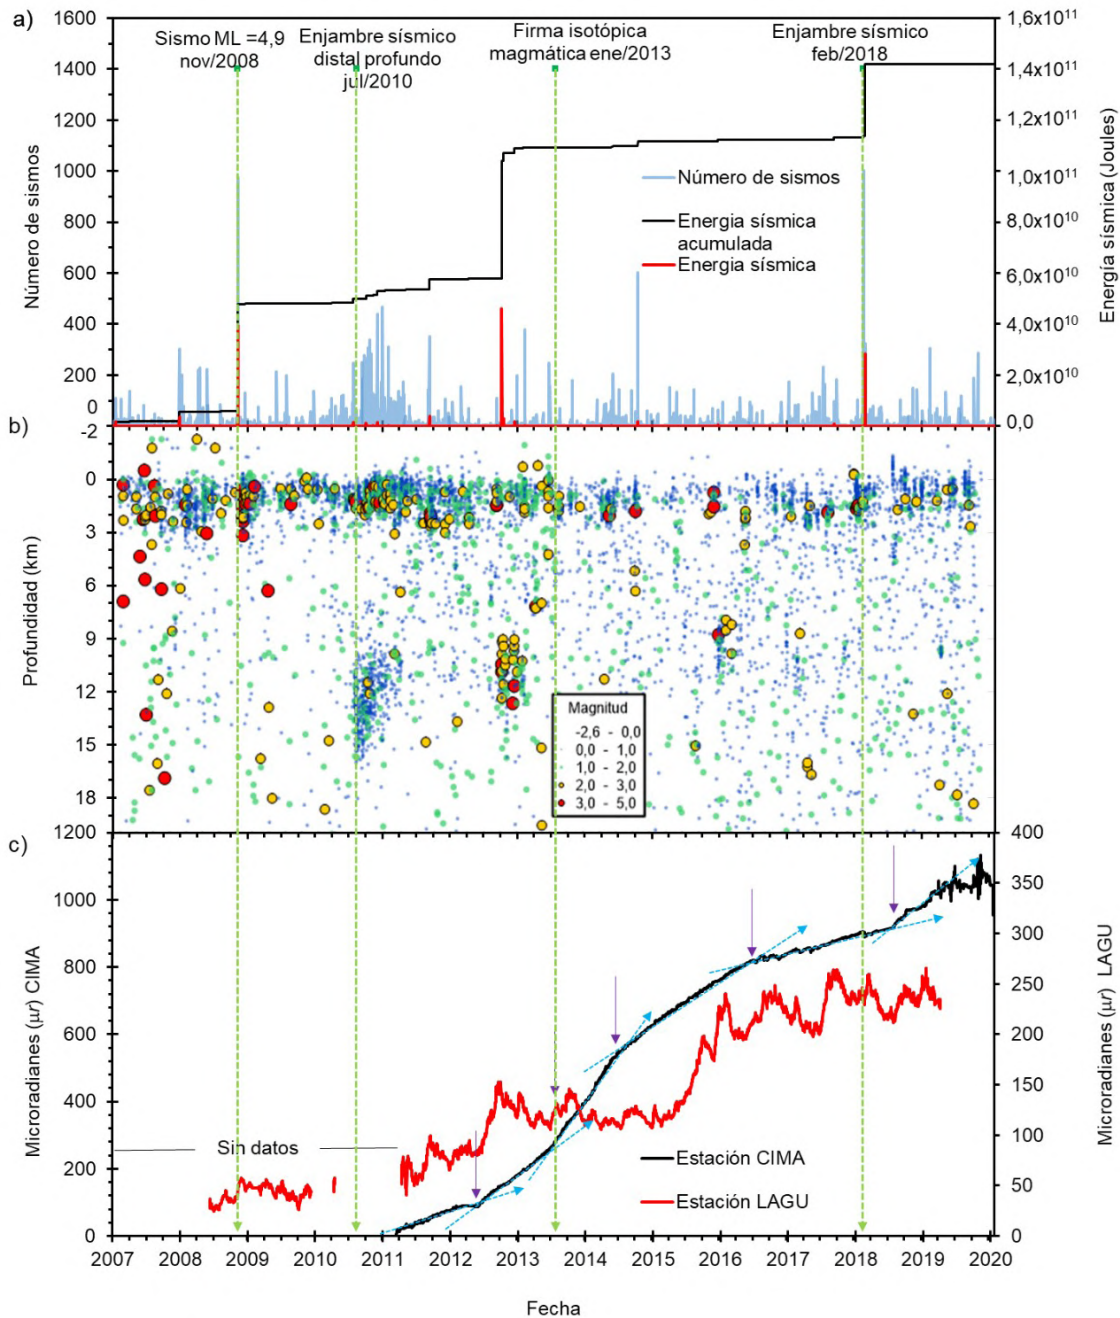 a)
Sismo ML =4,9
nov/2008
Enjambre sísmico
distal profundo
jul/2010
Firma isotópica
magmática ene/2013
Enjambre sísmico
feb/2018
1600
1400
1200
1000
800
600
400
200
0
Número de sismos
1,6x10¹¹
1,4x10¹¹
1,2x10¹¹
1,0x10¹¹
8,0x10¹⁰
6,0x10¹⁰
4,0x10¹⁰
2,0x10¹⁰
0,0
Energía sísmica (Joules)
Número de sismos
Energia sísmica
acumulada
Energia sísmica
b)
-2
0
3
6
9
12
15
18
Profundidad (km)
Magnitud
-2,6 - 0,0
0,0 - 1,0
1,0 - 2,0
2,0 - 3,0
3,0 - 5,0
c)
1200
1000
800
600
400
200
0
Microradianes (µr) CIMA
400
350
300
250
200
150
100
50
0
Microradianes (µr) LAGU
Sin datos
Estación CIMA
Estación LAGU
2007 2008 2009 2010 2011 2012 2013 2014 2015 2016 2017 2018 2019 2020
Fecha